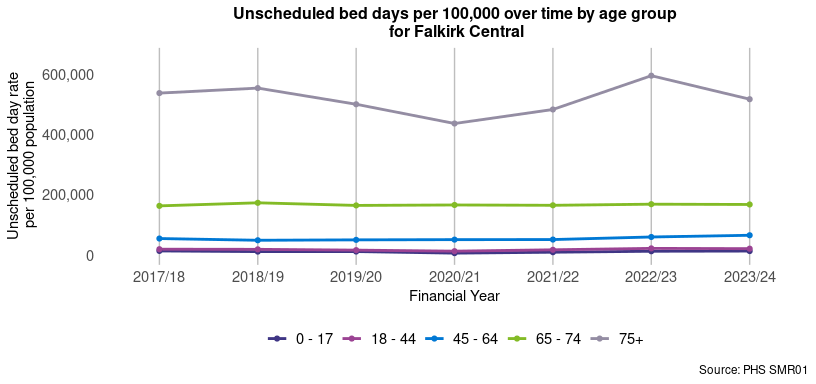 Unscheduled bed days per 100,000 over time by age group
for Falkirk Central
Unscheduled bed day rate
per 100,000 population
600,000
400,000
200,000
0
2017/18 2018/19 2019/20 2020/21 2021/22 2022/23 2023/24
Financial Year
0 - 17 18 - 44 45 - 64 65 - 74 75+
Source: PHS SMR01